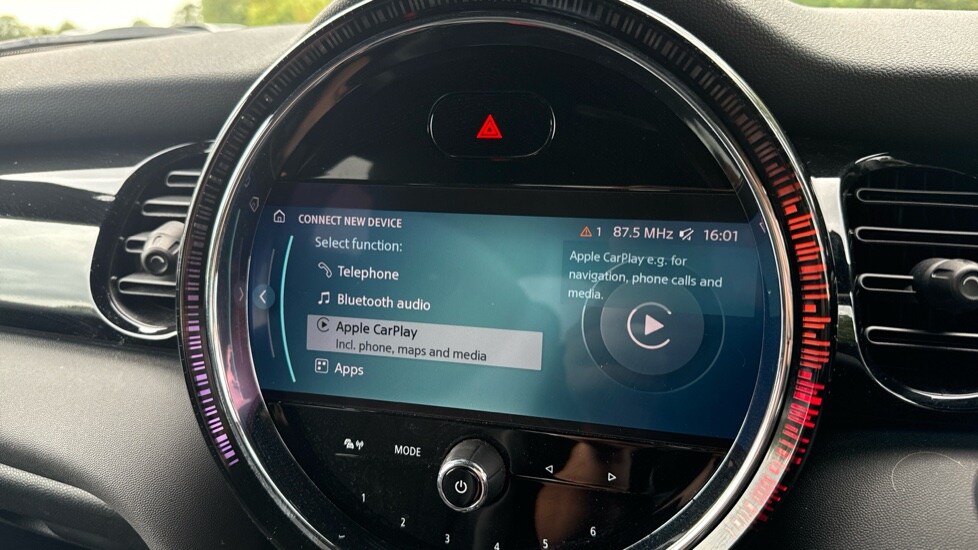 CONNECT NEW DEVICE
1 87.5 MHz 16:01
Select function:
Telephone
Bluetooth audio
Apple CarPlay
Incl. phone, maps and media
Apps
Apple CarPlay e.g. for
navigation, phone calls and
media.
MODE
1
2
3
4
5
6